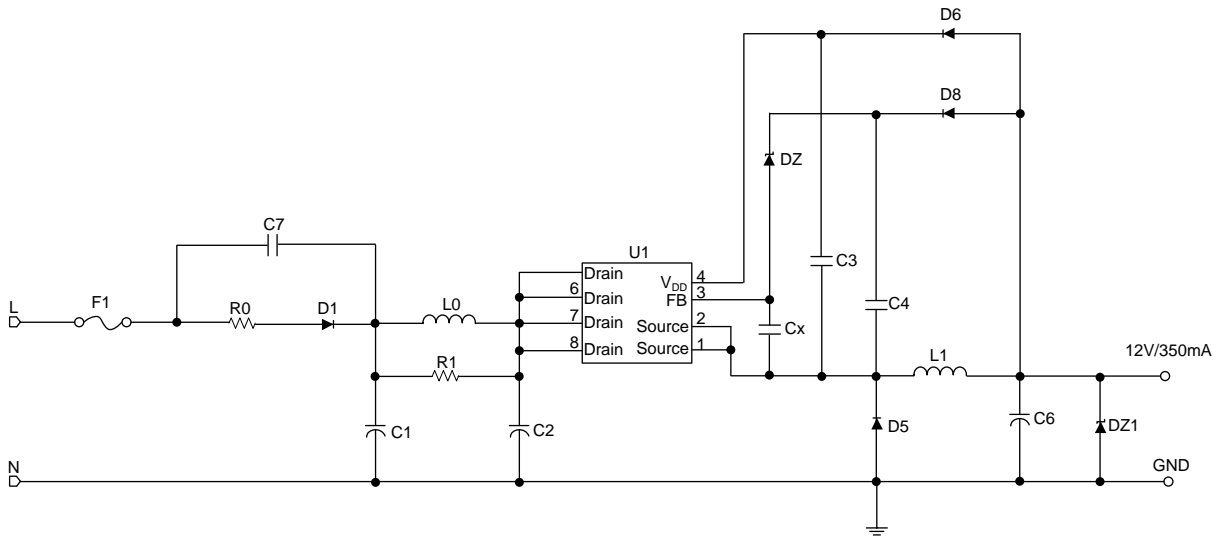 D6
D8
DZ
C7
U1
Drain
V_DD 4
C3
6 Drain
FB 3
C4
L F1
R0
D1
L0
7 Drain
Source 2
Cx
8 Drain
Source 1
R1
L1
12V/350mA
C1
C2
D5
C6
DZ1
N
GND